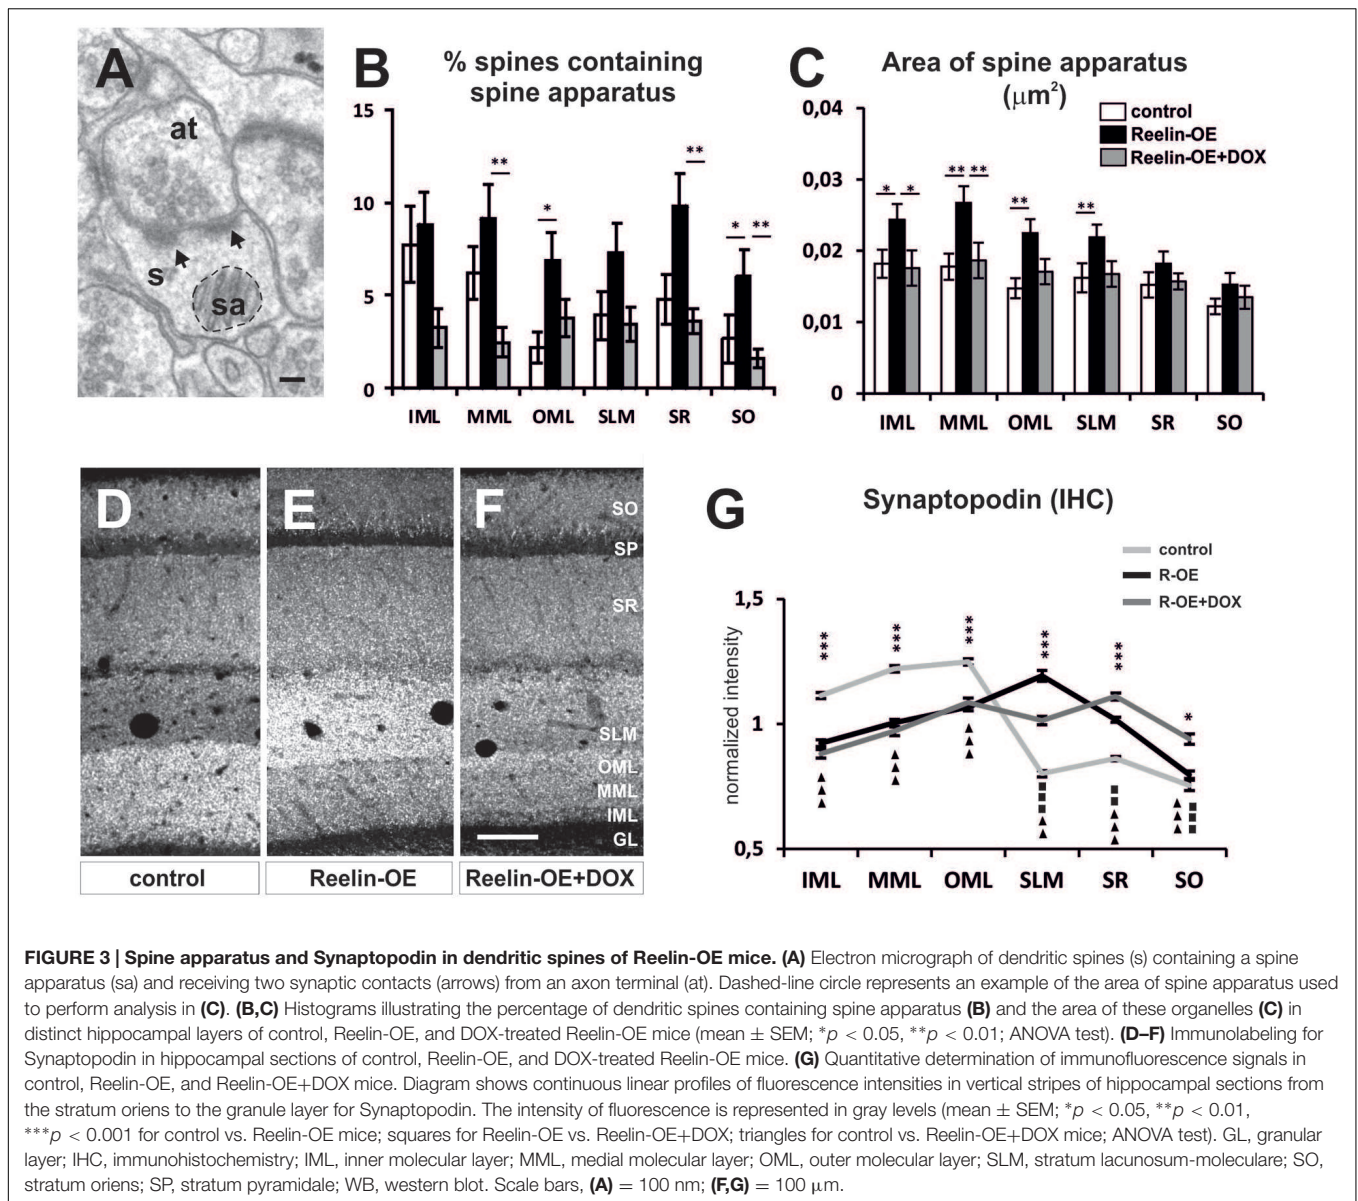 A
at
s
sa
B
% spines containing
spine apparatus
15
10
5
0
** * ** * **
IML MML OML SLM SR SO
C
Area of spine apparatus
(μm²)
control
Reelin-OE
Reelin-OE+DOX
0,04
0,03
0,02
0,01
0
* * ** ** ** **
IML MML OML SLM SR SO
D
E
F
SO
SP
SR
SLM
OML
MML
IML
GL
control
Reelin-OE
Reelin-OE+DOX
G
Synaptopodin (IHC)
control
R-OE
R-OE+DOX
normalized intensity
1,5
1
0,5
*** *** *** *** *** *
IML MML OML SLM SR SO
FIGURE 3 | Spine apparatus and Synaptopodin in dendritic spines of Reelin-OE mice. (A) Electron micrograph of dendritic spines (s) containing a spine
apparatus (sa) and receiving two synaptic contacts (arrows) from an axon terminal (at). Dashed-line circle represents an example of the area of spine apparatus used
to perform analysis in (C). (B,C) Histograms illustrating the percentage of dendritic spines containing spine apparatus (B) and the area of these organelles (C) in
distinct hippocampal layers of control, Reelin-OE, and DOX-treated Reelin-OE mice (mean ± SEM; *p < 0.05, **p < 0.01; ANOVA test). (D–F) Immunolabeling for
Synaptopodin in hippocampal sections of control, Reelin-OE, and DOX-treated Reelin-OE mice. (G) Quantitative determination of immunofluorescence signals in
control, Reelin-OE, and Reelin-OE+DOX mice. Diagram shows continuous linear profiles of fluorescence intensities in vertical stripes of hippocampal sections from
the stratum oriens to the granule layer for Synaptopodin. The intensity of fluorescence is represented in gray levels (mean ± SEM; *p < 0.05, **p < 0.01,
***p < 0.001 for control vs. Reelin-OE mice; squares for Reelin-OE vs. Reelin-OE+DOX; triangles for control vs. Reelin-OE+DOX mice; ANOVA test). GL, granular
layer; IHC, immunohistochemistry; IML, inner molecular layer; MML, medial molecular layer; OML, outer molecular layer; SLM, stratum lacunosum-moleculare; SO,
stratum oriens; SP, stratum pyramidale; WB, western blot. Scale bars, (A) = 100 nm; (F,G) = 100 μm.